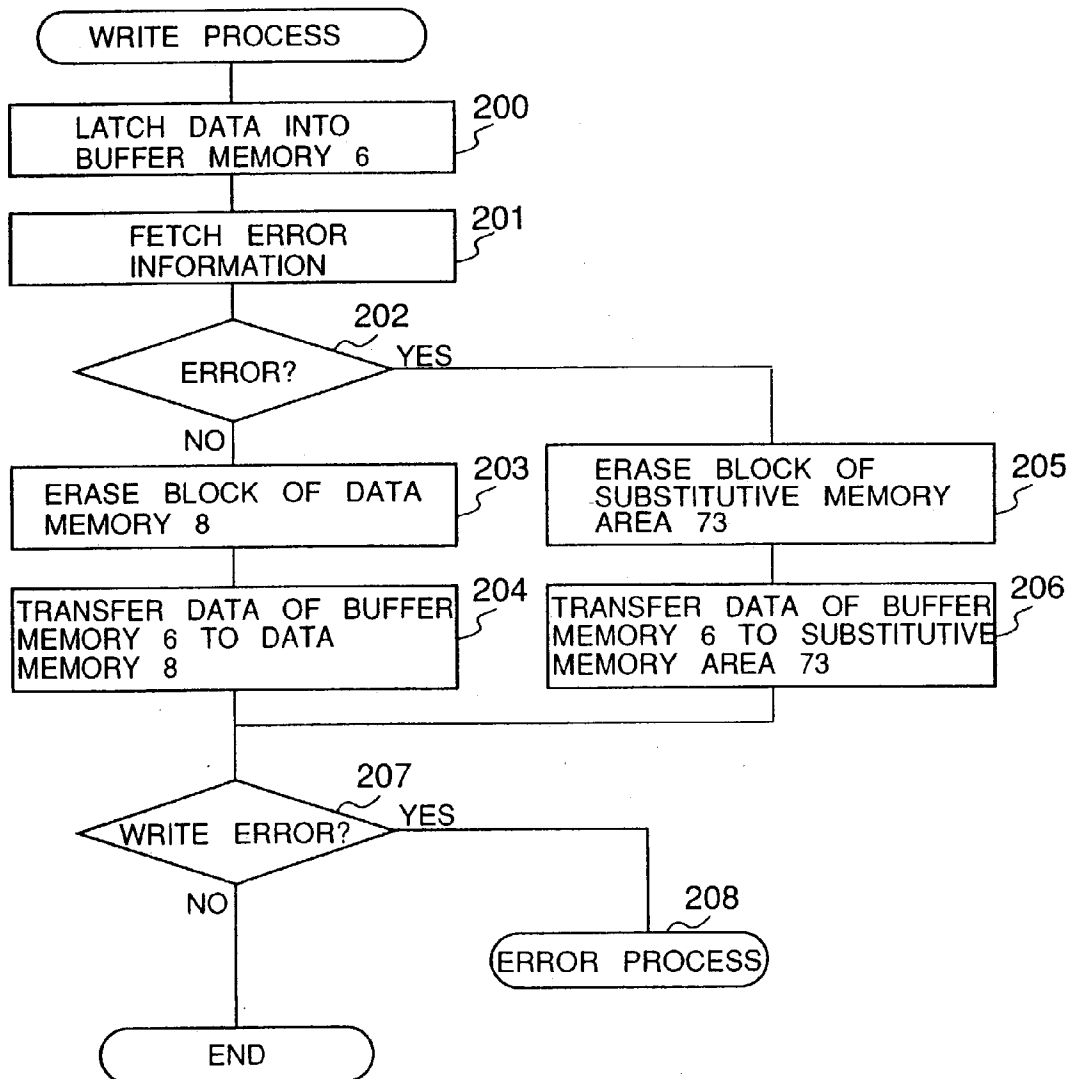 WRITE PROCESS
200
LATCH DATA INTO
BUFFER MEMORY 6
201
FETCH ERROR
INFORMATION
202
ERROR?
YES
NO
203
ERASE BLOCK OF DATA
MEMORY 8
205
ERASE BLOCK OF
SUBSTITUTIVE MEMORY
AREA 73
204
TRANSFER DATA OF BUFFER
MEMORY 6 TO DATA
MEMORY 8
206
TRANSFER DATA OF BUFFER
MEMORY 6 TO SUBSTITUTIVE
MEMORY AREA 73
207
WRITE ERROR?
YES
NO
208
ERROR PROCESS
END